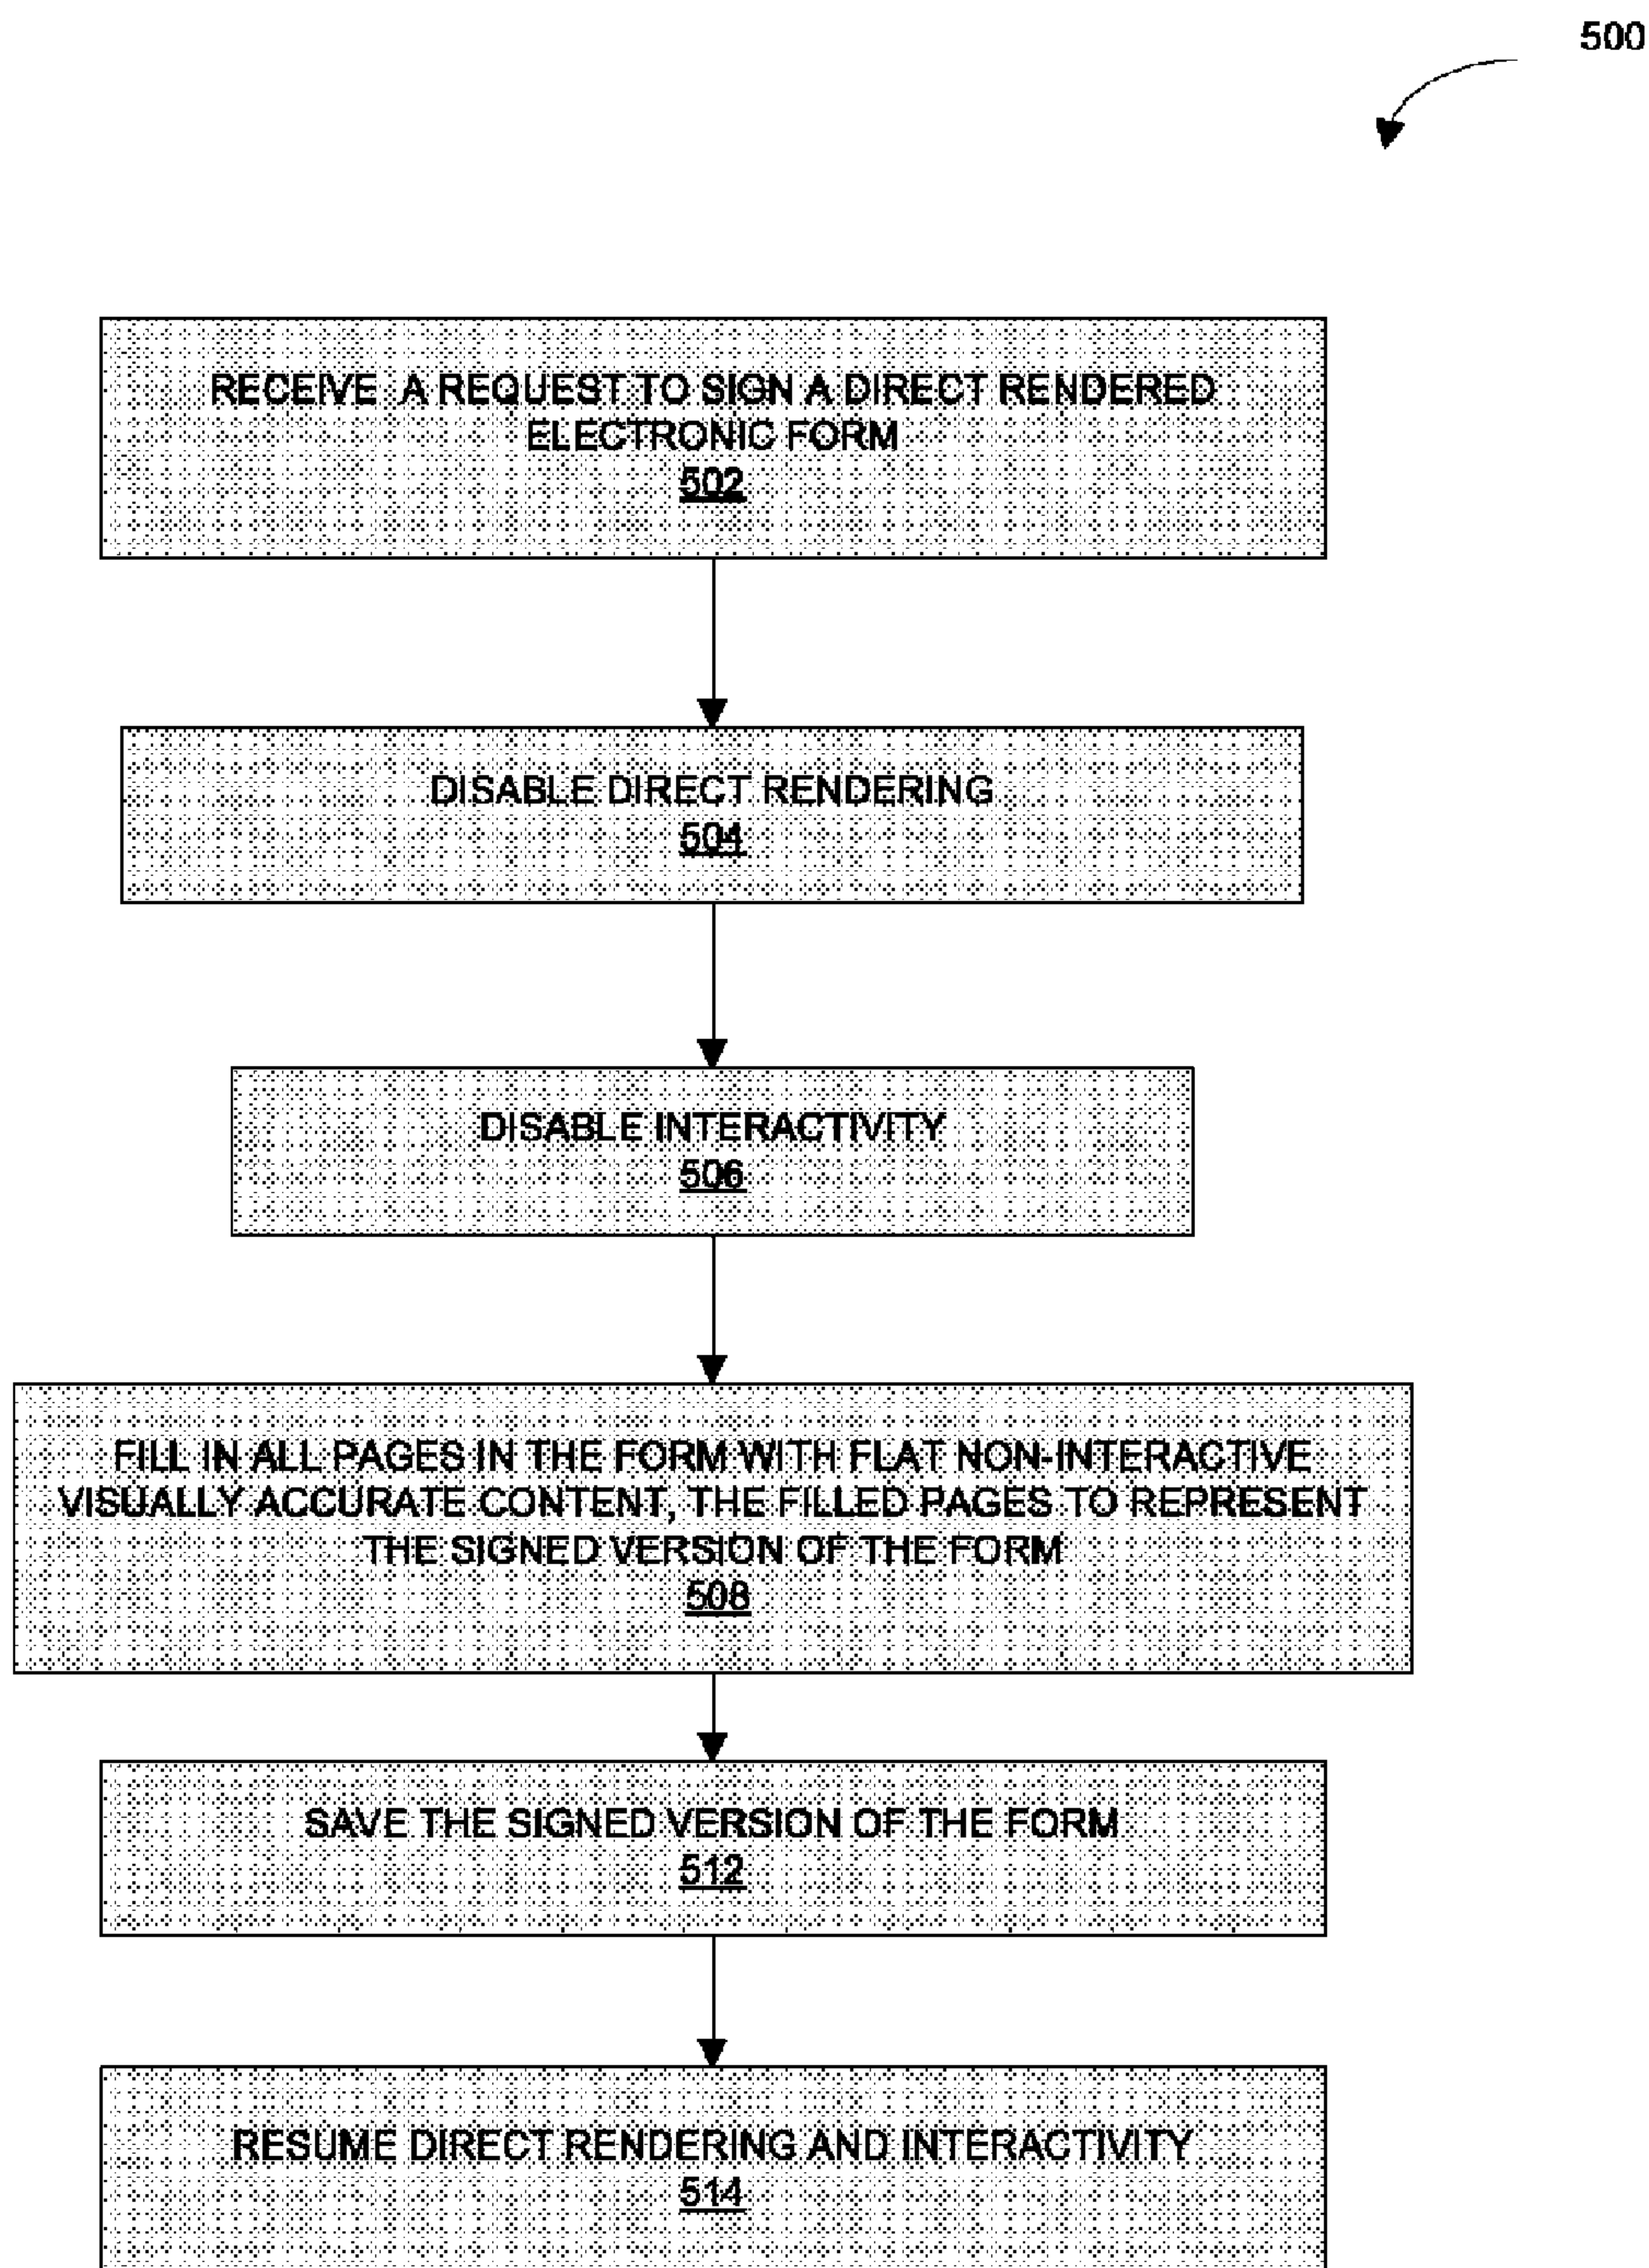 500
RECEIVE A REQUEST TO SIGN A DIRECT RENDERED
ELECTRONIC FORM
502
DISABLE DIRECT RENDERING
504
DISABLE INTERACTIVITY
506
FILL IN ALL PAGES IN THE FORM WITH FLAT NON-INTERACTIVE
VISUALLY ACCURATE CONTENT, THE FILLED PAGES TO REPRESENT
THE SIGNED VERSION OF THE FORM
508
SAVE THE SIGNED VERSION OF THE FORM
512
RESUME DIRECT RENDERING AND INTERACTIVITY
514